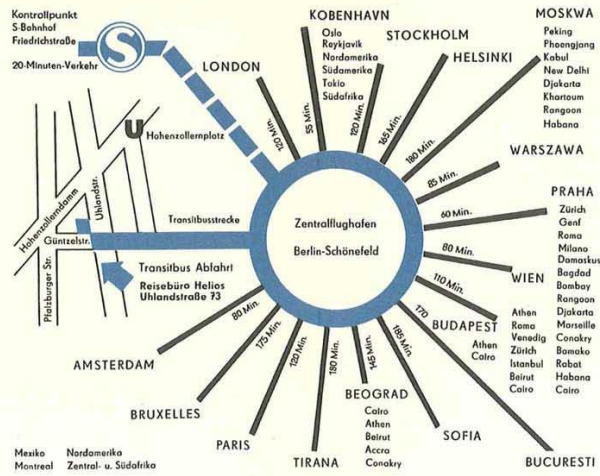 Kontrollpunkt
S-Bahnhof
Friedrichstraße
20-Minuten-Verkehr
S
LONDON
120 Min.
KOBENHAVN
Oslo
Reykjavik
Nordamerika
Südamerika
Tokio
Südafrika
55 Min.
STOCKHOLM
120 Min.
HELSINKI
165 Min.
MOSKWA
Peking
Phoengjang
Kabul
New Delhi
Djakarta
Khartoum
Rangoon
Habana
180 Min.
WARSZAWA
85 Min.
PRAHA
Zürich
Genf
Roma
Milano
Damaskus
Bagdad
Bombay
Rangoon
Djakarta
Marseille
Conakry
Bamako
Rabat
Habana
Cairo
60 Min.
WIEN
Athen
Roma
Venedig
Zürich
Istanbul
Beirut
Cairo
80 Min.
BUDAPEST
Athen
Cairo
110 Min.
BUCURESTI
170
SOFIA
185 Min.
BEOGRAD
Cairo
Athen
Beirut
Accra
Conakry
145 Min.
TIRANA
180 Min.
PARIS
120 Min.
BRUXELLES
175 Min.
AMSTERDAM
80 Min.
Zentralflughafen
Berlin-Schönefeld
U Hohenzollernplatz
Hohenzollerndamm
Uhlandstr.
Güntzelstr.
Pfalzburger Str.
Transitbusstrecke
Transitbus Abfahrt
Reisebüro Helios
Uhlandstraße 73
Mexiko Nordamerika
Montreal Zentral- u. Südafrika